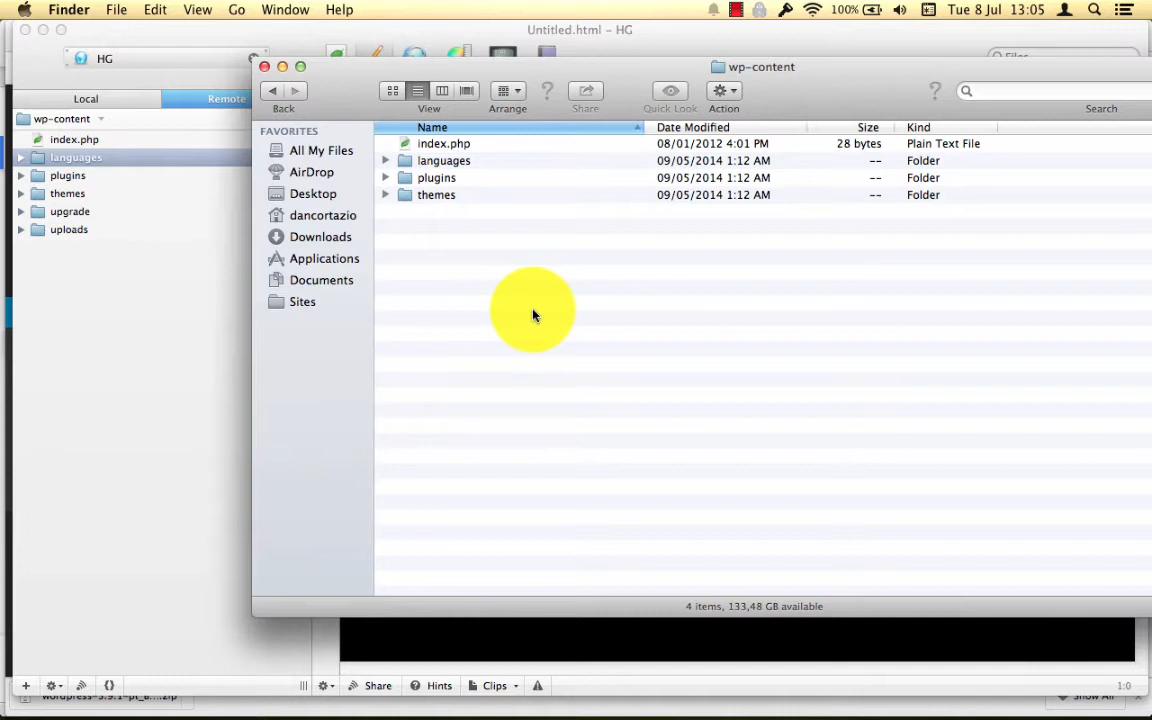 Finder File Edit View Go Window Help 100% Tue 8 Jul 13:05
Untitled.html – HG
HG
Files
wp-content
Back View Arrange Share Quick Look Action Search
Local Remote
wp-content
index.php
languages
plugins
themes
upgrade
uploads
FAVORITES
All My Files
AirDrop
Desktop
dancortazio
Downloads
Applications
Documents
Sites
Name Date Modified Size Kind
index.php 08/01/2012 4:01 PM 28 bytes Plain Text File
languages 09/05/2014 1:12 AM -- Folder
plugins 09/05/2014 1:12 AM -- Folder
themes 09/05/2014 1:12 AM -- Folder
4 items, 133,48 GB available
Share Hints Clips 1:0
Show All